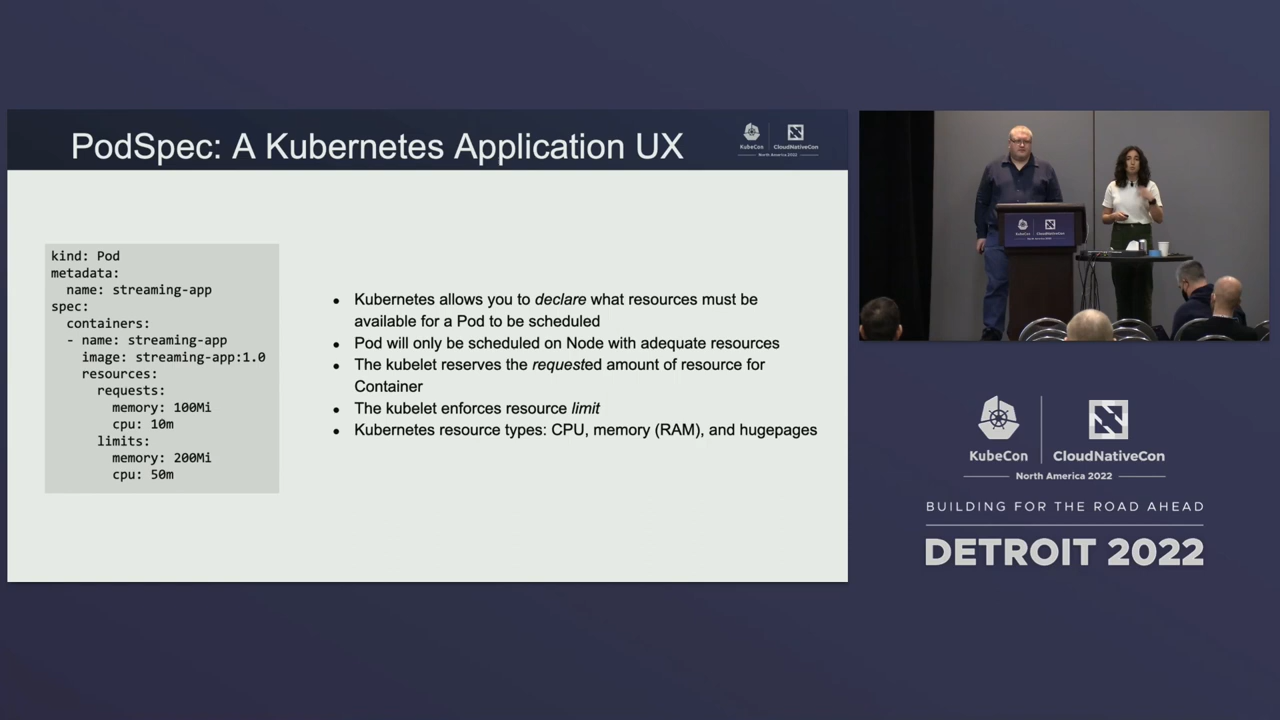 PodSpec: A Kubernetes Application UX
KubeCon
CloudNativeCon
North America 2022
kind: Pod
metadata:
  name: streaming-app
spec:
  containers:
  - name: streaming-app
    image: streaming-app:1.0
    resources:
      requests:
        memory: 100Mi
        cpu: 10m
      limits:
        memory: 200Mi
        cpu: 50m
• Kubernetes allows you to declare what resources must be
available for a Pod to be scheduled
• Pod will only be scheduled on Node with adequate resources
• The kubelet reserves the requested amount of resource for
Container
• The kubelet enforces resource limit
• Kubernetes resource types: CPU, memory (RAM), and hugepages
KubeCon
CloudNativeCon
North America 2022
KubeCon
CloudNativeCon
North America 2022
BUILDING FOR THE ROAD AHEAD
DETROIT 2022